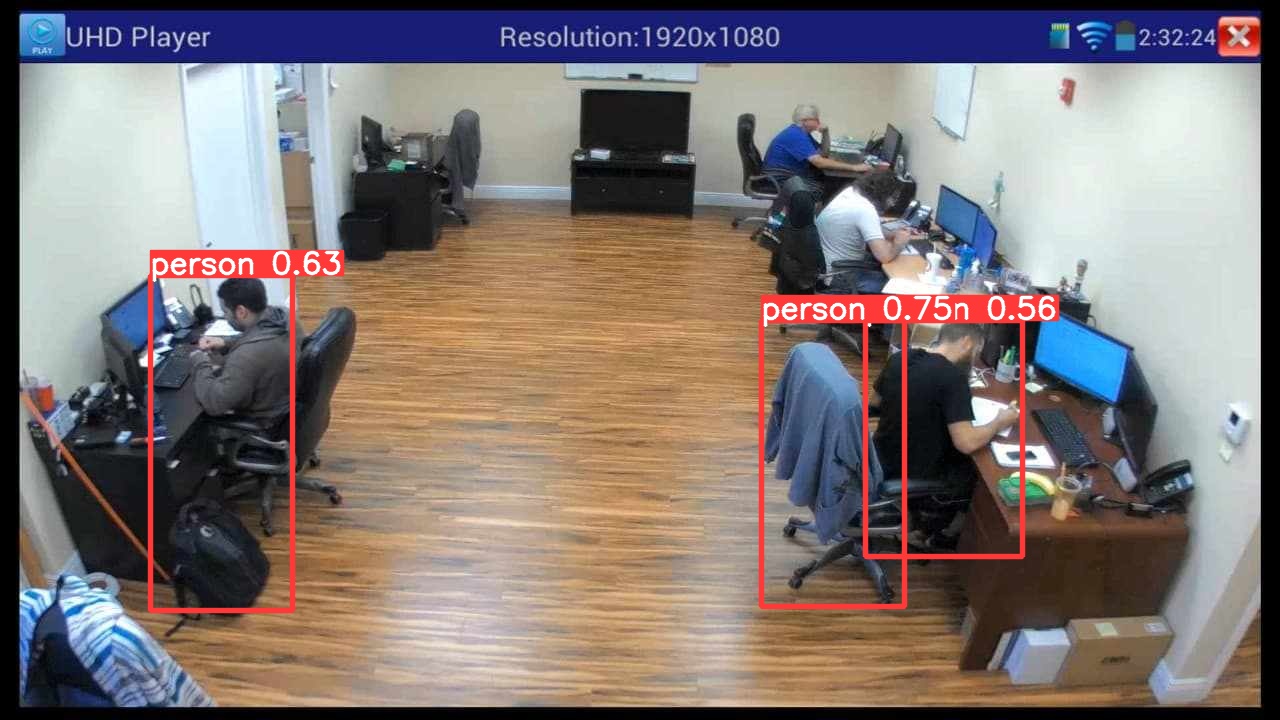 PLAY
UHD Player
Resolution:1920x1080
2:32:24
person 0.63
person 0.75n 0.56